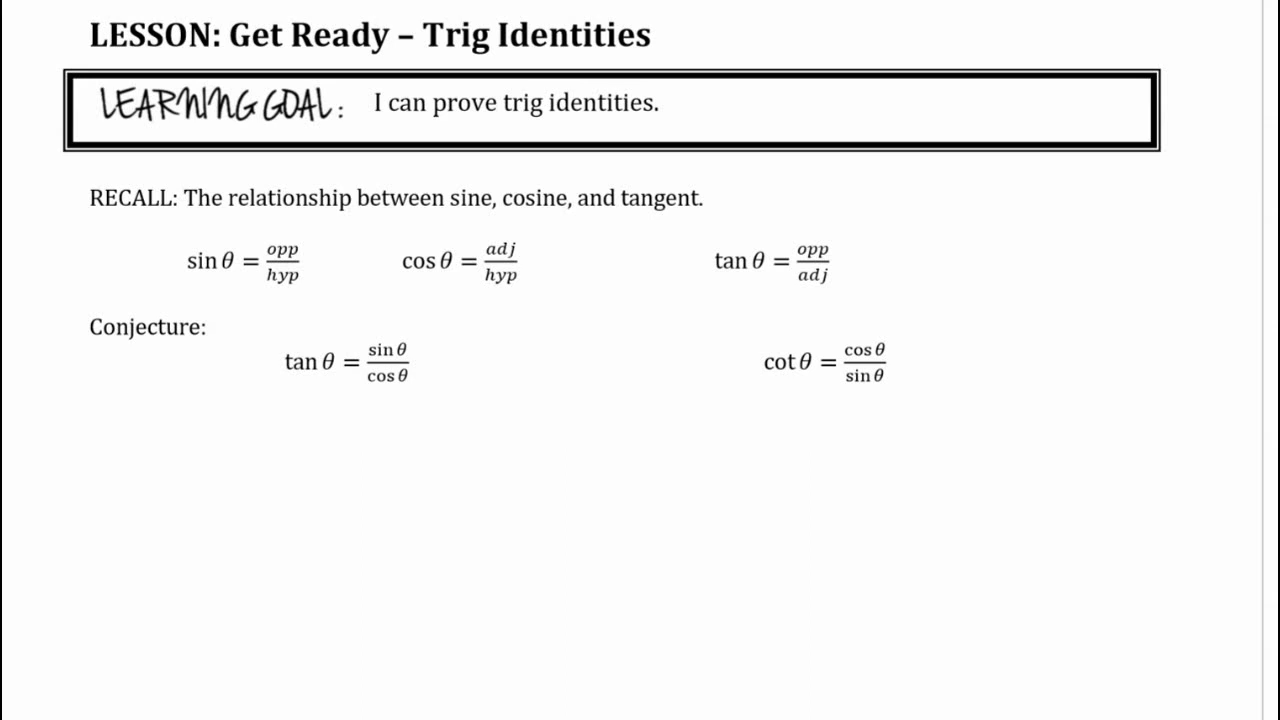 LESSON: Get Ready – Trig Identities
LEARNING GOAL: I can prove trig identities.
RECALL: The relationship between sine, cosine, and tangent.
sin θ = opp/hyp cos θ = adj/hyp tan θ = opp/adj
Conjecture:
tan θ = sin θ/cos θ cot θ = cos θ/sin θ